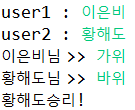 user1 : 이은비
user2 : 황해도
이은비님 >> 가위
황해도님 >> 바위
황해도승리!